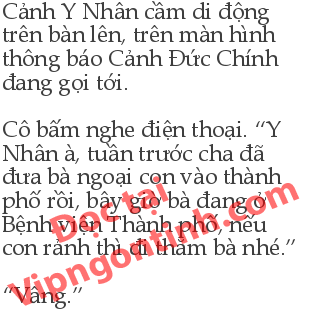 Cảnh Y Nhân cầm di động
trên bàn lên, trên màn hình
thông báo Cảnh Đức Chính
đang gọi tới.
Cô bấm nghe điện thoại. “Y
Nhân à, tuần trước cha đã
đưa bà ngoại con vào thành
phố rồi, bây giờ bà đang ở
Bệnh viện Thành phố, nếu
con rảnh thì đi thăm bà nhé.”
“Vâng.”
Đọc tại
Vipngontinh.com